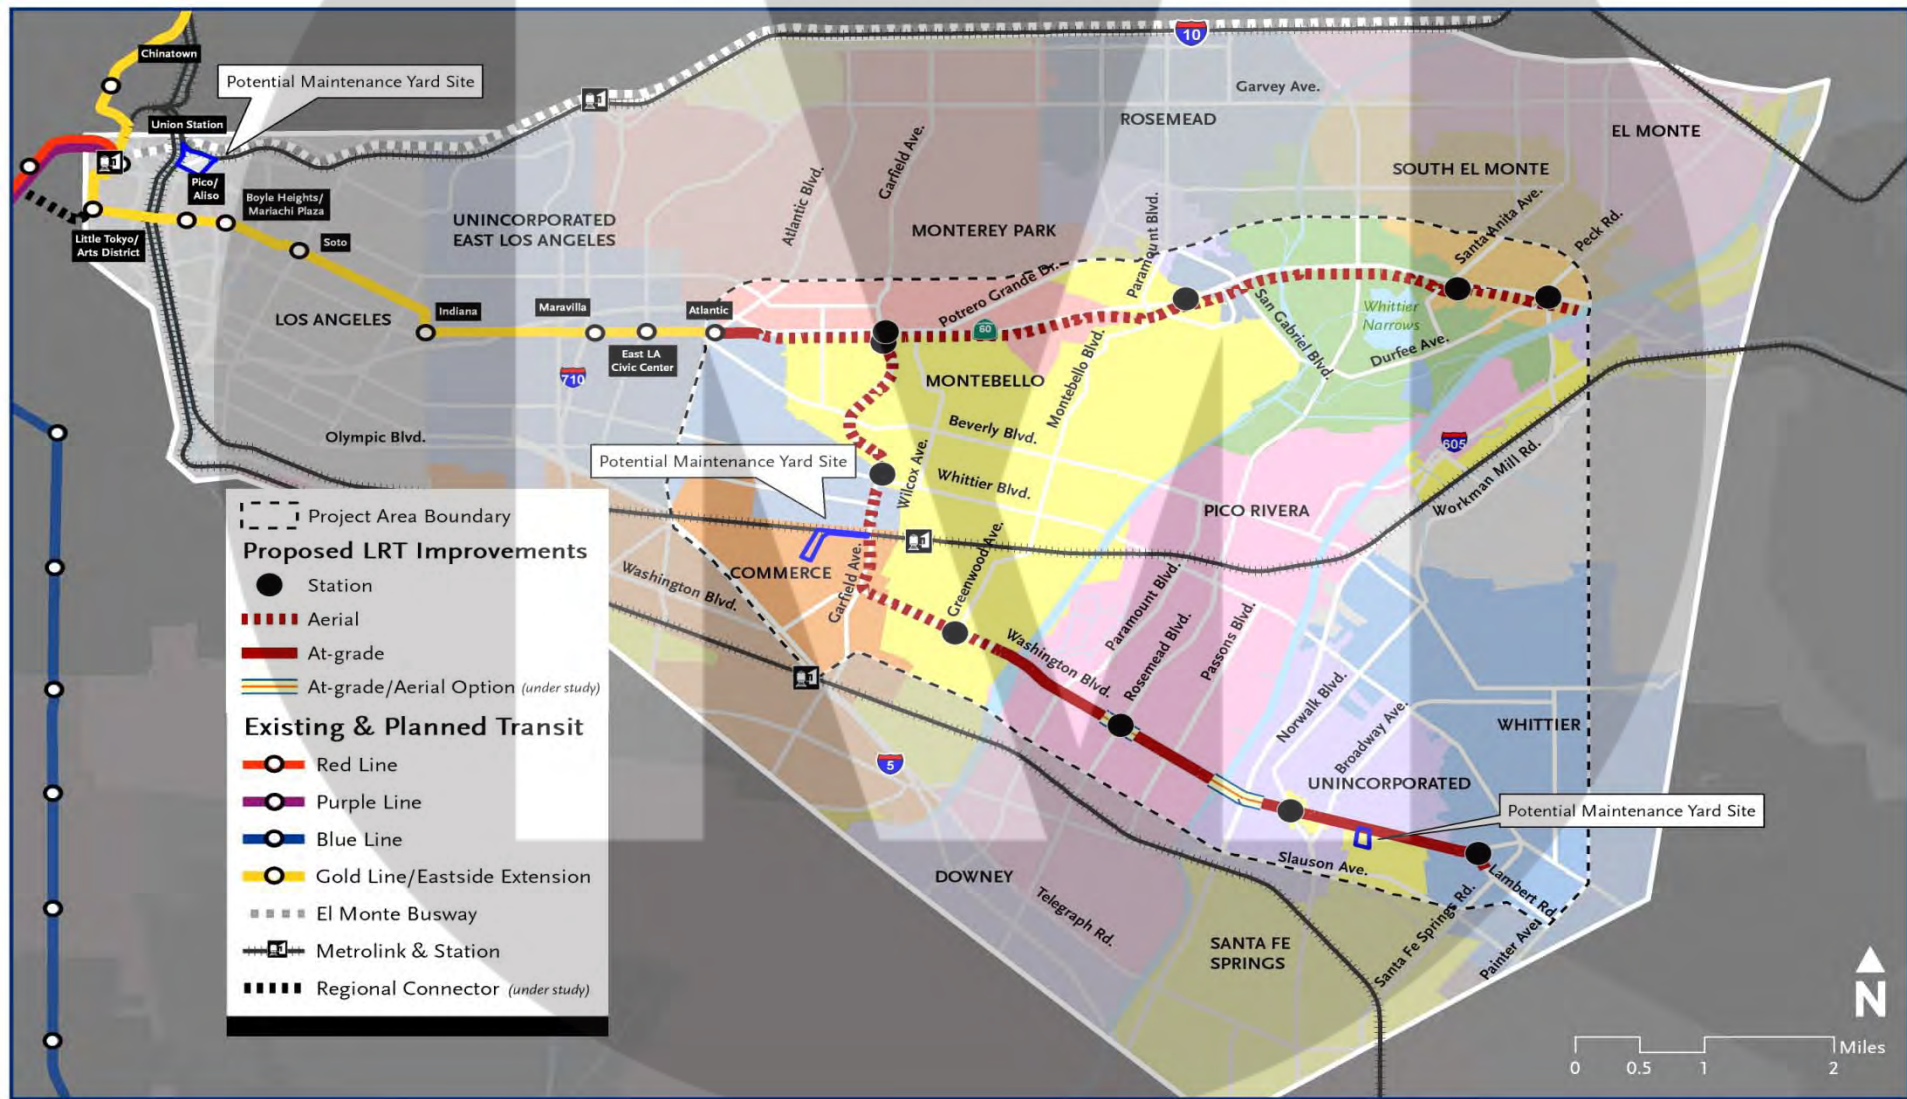 Chinatown
10
Potential Maintenance Yard Site
Garvey Ave.
ROSEMEAD
EL MONTE
Union Station
Pico/
Aliso
Boyle Heights/
Mariachi Plaza
Little Tokyo/
Arts District
Soto
UNINCORPORATED
EAST LOS ANGELES
Atlantic Blvd.
Garfield Ave.
MONTEREY PARK
Paramount Blvd.
SOUTH EL MONTE
Santa Anita Ave.
Peck Rd.
Potrero Grande Dr.
LOS ANGELES
Indiana
Maravilla
East LA
Civic Center
Atlantic
60
San Gabriel Blvd.
Whittier
Narrows
Durfee Ave.
710
MONTEBELLO
Montebello Blvd.
Olympic Blvd.
Beverly Blvd.
605
Potential Maintenance Yard Site
Wilcox Ave.
Whittier Blvd.
Workman Mill Rd.
PICO RIVERA
COMMERCE
Washington Blvd.
Garfield Ave.
Greenwood Ave.
Washington Blvd.
Paramount Blvd.
Rosemead Blvd.
Passons Blvd.
Norwalk Blvd.
Broadway Ave.
WHITTIER
UNINCORPORATED
5
Potential Maintenance Yard Site
Slauson Ave.
DOWNEY
Telegraph Rd.
Lambert Rd.
Santa Fe Springs Rd.
Painter Ave.
SANTA FE
SPRINGS
Project Area Boundary
Proposed LRT Improvements
Station
Aerial
At-grade
At-grade/Aerial Option (under study)
Existing & Planned Transit
Red Line
Purple Line
Blue Line
Gold Line/Eastside Extension
El Monte Busway
Metrolink & Station
Regional Connector (under study)
N
Miles
0 0.5 1 2